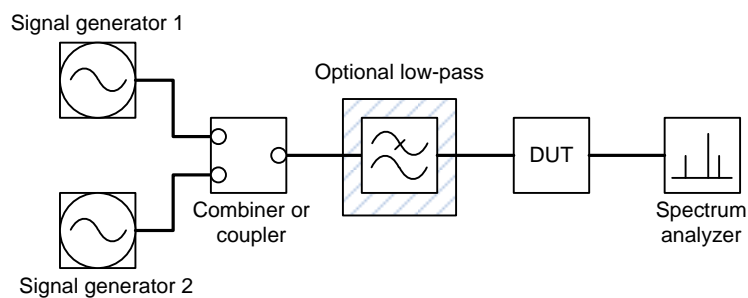 Signal generator 1
Optional low-pass
DUT
Combiner or
coupler
Spectrum
analyzer
Signal generator 2